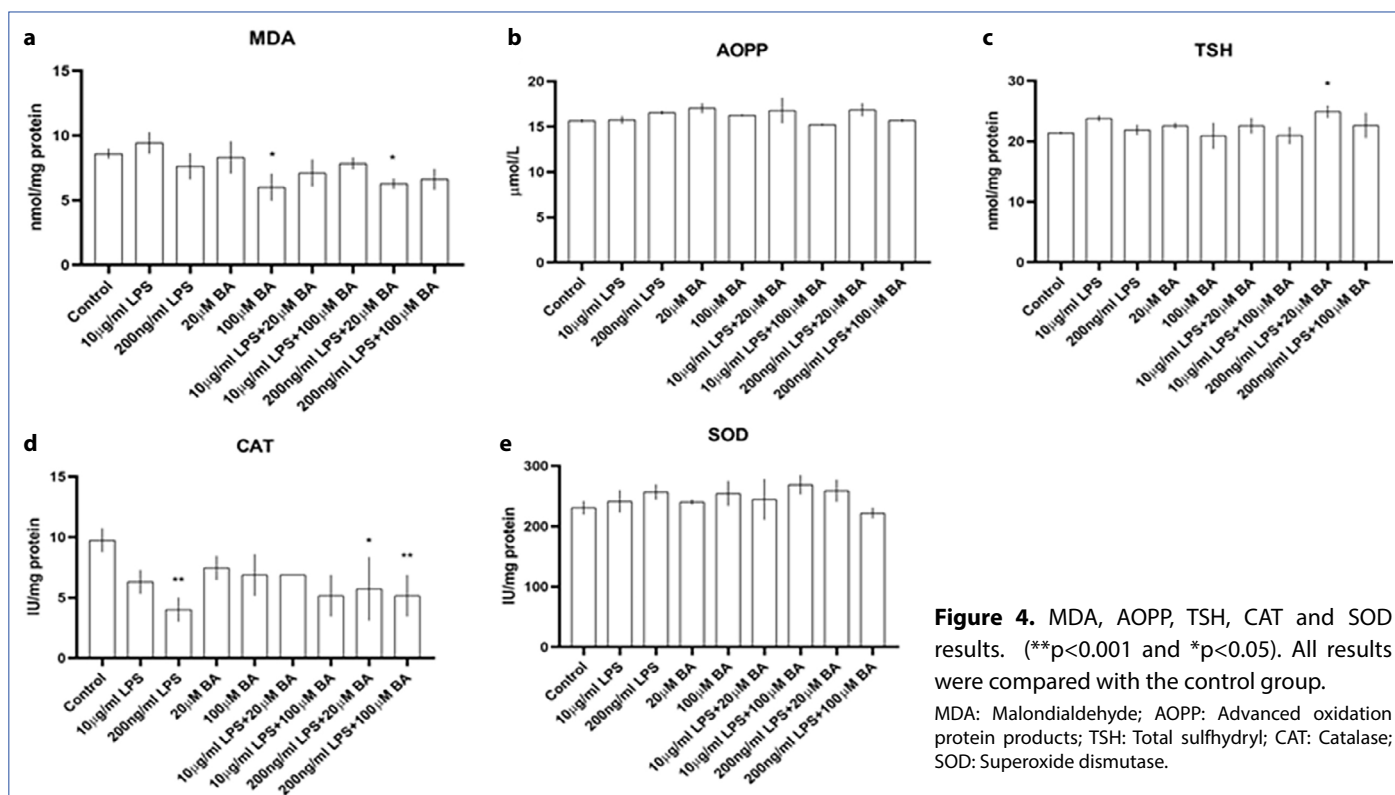 a
MDA
15
10
5
0
nmol/mg protein
Control
10µg/ml LPS
200ng/ml LPS
20µM BA
100µM BA
10µg/ml LPS+20µM BA
10µg/ml LPS+100µM BA
200ng/ml LPS+20µM BA
200ng/ml LPS+100µM BA
*
*
b
AOPP
20
15
10
5
0
µmol/L
Control
10µg/ml LPS
200ng/ml LPS
20µM BA
100µM BA
10µg/ml LPS+20µM BA
10µg/ml LPS+100µM BA
200ng/ml LPS+20µM BA
200ng/ml LPS+100µM BA
c
TSH
30
20
10
0
nmol/mg protein
Control
10µg/ml LPS
200ng/ml LPS
20µM BA
100µM BA
10µg/ml LPS+20µM BA
10µg/ml LPS+100µM BA
200ng/ml LPS+20µM BA
200ng/ml LPS+100µM BA
*
d
CAT
15
10
5
0
IU/mg protein
Control
10µg/ml LPS
200ng/ml LPS
20µM BA
100µM BA
10µg/ml LPS+20µM BA
10µg/ml LPS+100µM BA
200ng/ml LPS+20µM BA
200ng/ml LPS+100µM BA
**
*
**
e
SOD
300
200
100
0
IU/mg protein
Control
10µg/ml LPS
200ng/ml LPS
20µM BA
100µM BA
10µg/ml LPS+20µM BA
10µg/ml LPS+100µM BA
200ng/ml LPS+20µM BA
200ng/ml LPS+100µM BA
Figure 4. MDA, AOPP, TSH, CAT and SOD
results. (**p<0.001 and *p<0.05). All results
were compared with the control group.
MDA: Malondialdehyde; AOPP: Advanced oxidation
protein products; TSH: Total sulfhydryl; CAT: Catalase;
SOD: Superoxide dismutase.